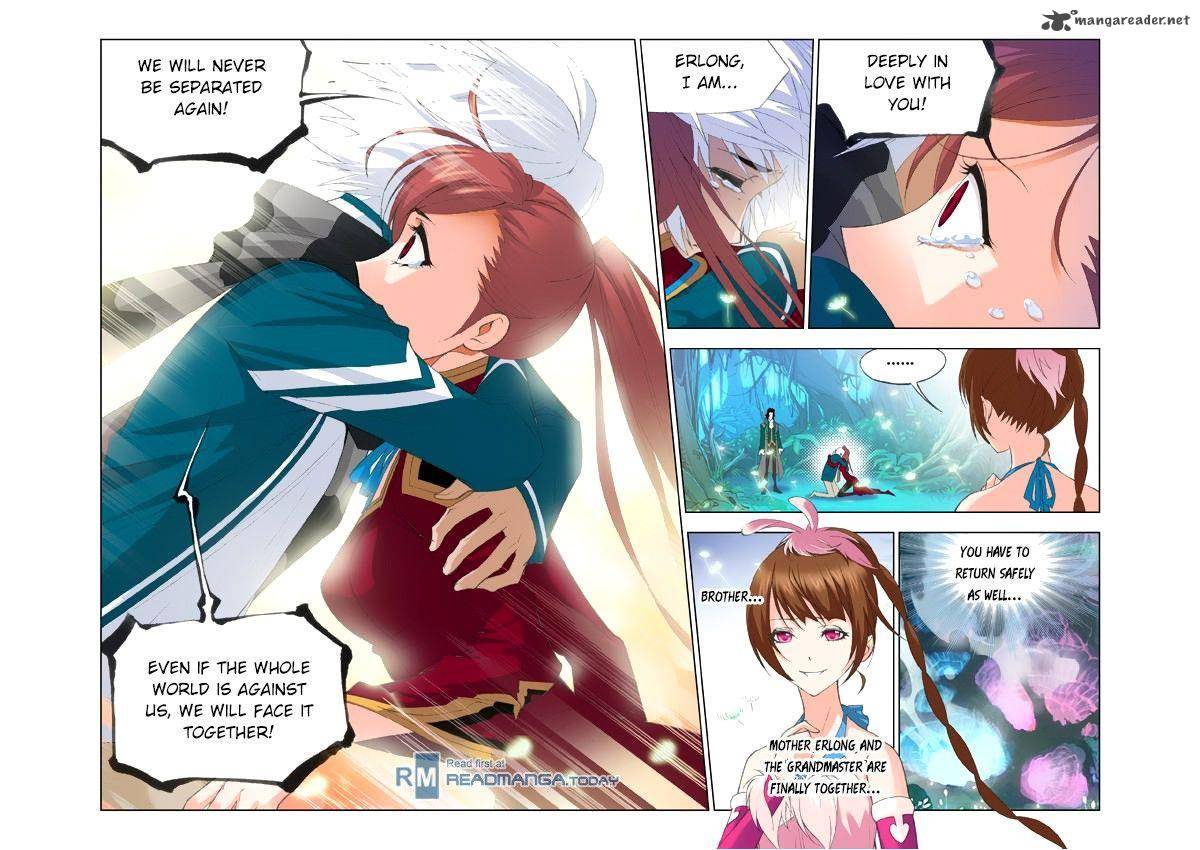 mangareader.net
WE WILL NEVER
BE SEPARATED
AGAIN!
EVEN IF THE WHOLE
WORLD IS AGAINST
US, WE WILL FACE IT
TOGETHER!
ERLONG,
I AM...
DEEPLY IN
LOVE WITH
YOU!
......
BROTHER...
MOTHER ERLONG AND
THE GRANDMASTER ARE
FINALLY TOGETHER...
YOU HAVE TO
RETURN SAFELY
AS WELL...
RM
Read first at
READMANGA.TODAY